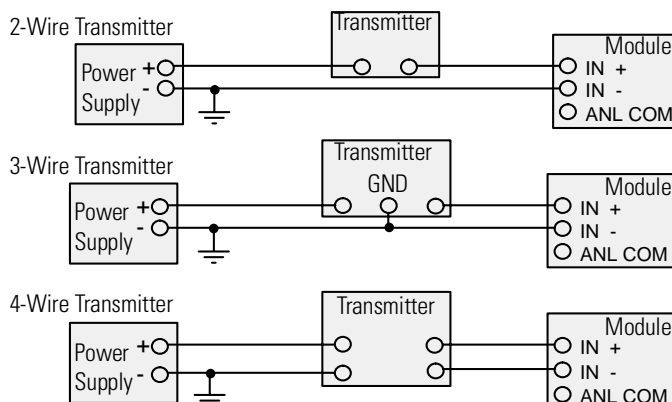 2-Wire Transmitter
Transmitter
Module
Power +
Supply -
IN +
IN -
ANL COM
3-Wire Transmitter
Transmitter
GND
Module
Power +
Supply -
IN +
IN -
ANL COM
4-Wire Transmitter
Transmitter
Module
Power +
Supply -
IN +
IN -
ANL COM